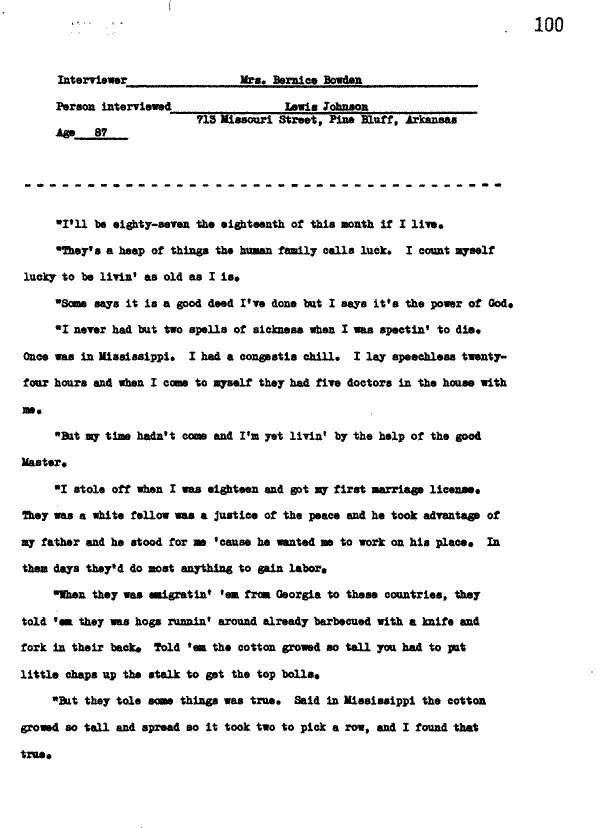 100
Interviewer Mrs. Bernice Bowden
Person interviewed Lewis Johnson
713 Missouri Street, Pine Bluff, Arkansas
Age 87
"I'll be eighty-seven the eighteenth of this month if I live.
"They's a heap of things the human family calls luck. I count myself
lucky to be livin' as old as I is.
"Some says it is a good deed I've done but I says it's the power of God.
"I never had but two spells of sickness when I was spectin' to die.
Once was in Mississippi. I had a congestis chill. I lay speechless twenty-
four hours and when I come to myself they had five doctors in the house with
me.
"But my time hadn't come and I'm yet livin' by the help of the good
Master.
"I stole off when I was eighteen and got my first marriage license.
They was a white fellow was a justice of the peace and he took advantage of
my father and he stood for me 'cause he wanted me to work on his place. In
them days they'd do most anything to gain labor.
"When they was emigratin' 'em from Georgia to these countries, they
told 'em they was hogs runnin' around already barbecued with a knife and
fork in their back. Told 'em the cotton growed so tall you had to put
little chaps up the stalk to get the top bolls.
"But they tole some things was true. Said in Mississippi the cotton
growed so tall and spread so it took two to pick a row, and I found that
true.